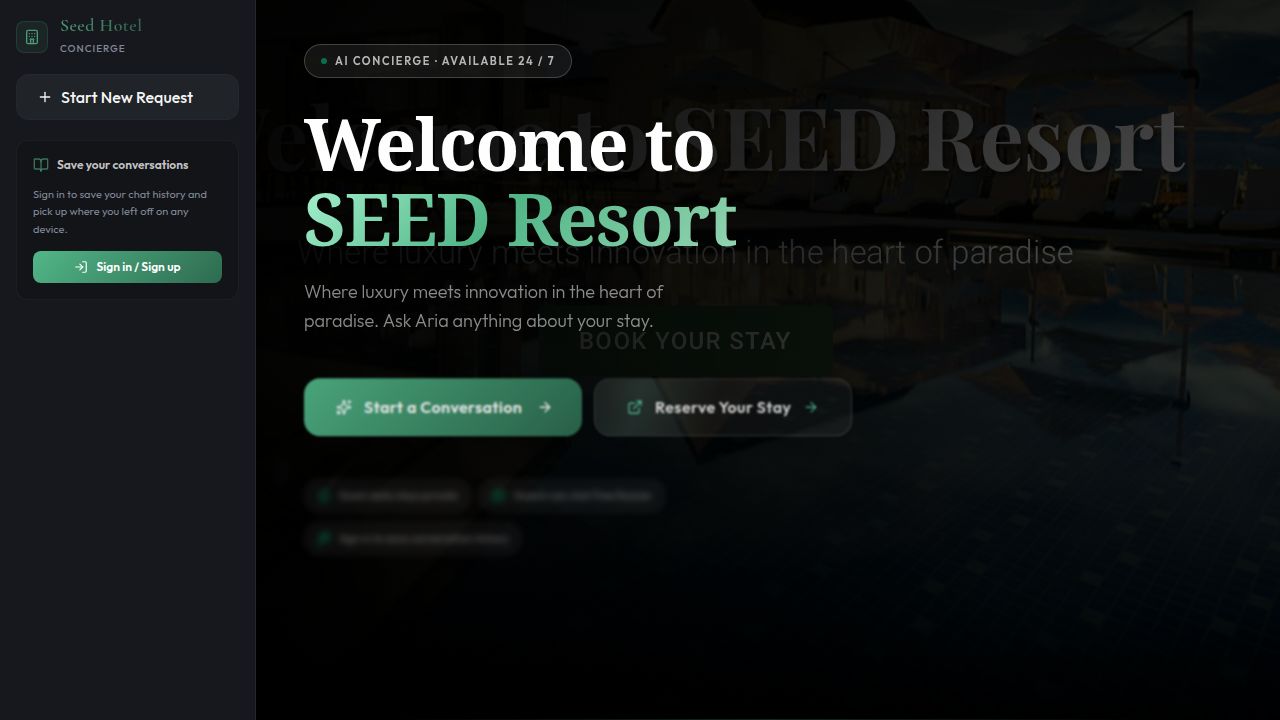 Seed Hotel
CONCIERGE
Start New Request
Save your conversations
Sign in to save your chat history and
pick up where you left off on any
device.
Sign in / Sign up
AI CONCIERGE · AVAILABLE 24 / 7
Welcome to SEED Resort
Welcome to
SEED Resort
Where luxury meets innovation in the heart of paradise
Where luxury meets innovation in the heart of
paradise. Ask Aria anything about your stay.
BOOK YOUR STAY
Start a Conversation
Reserve Your Stay